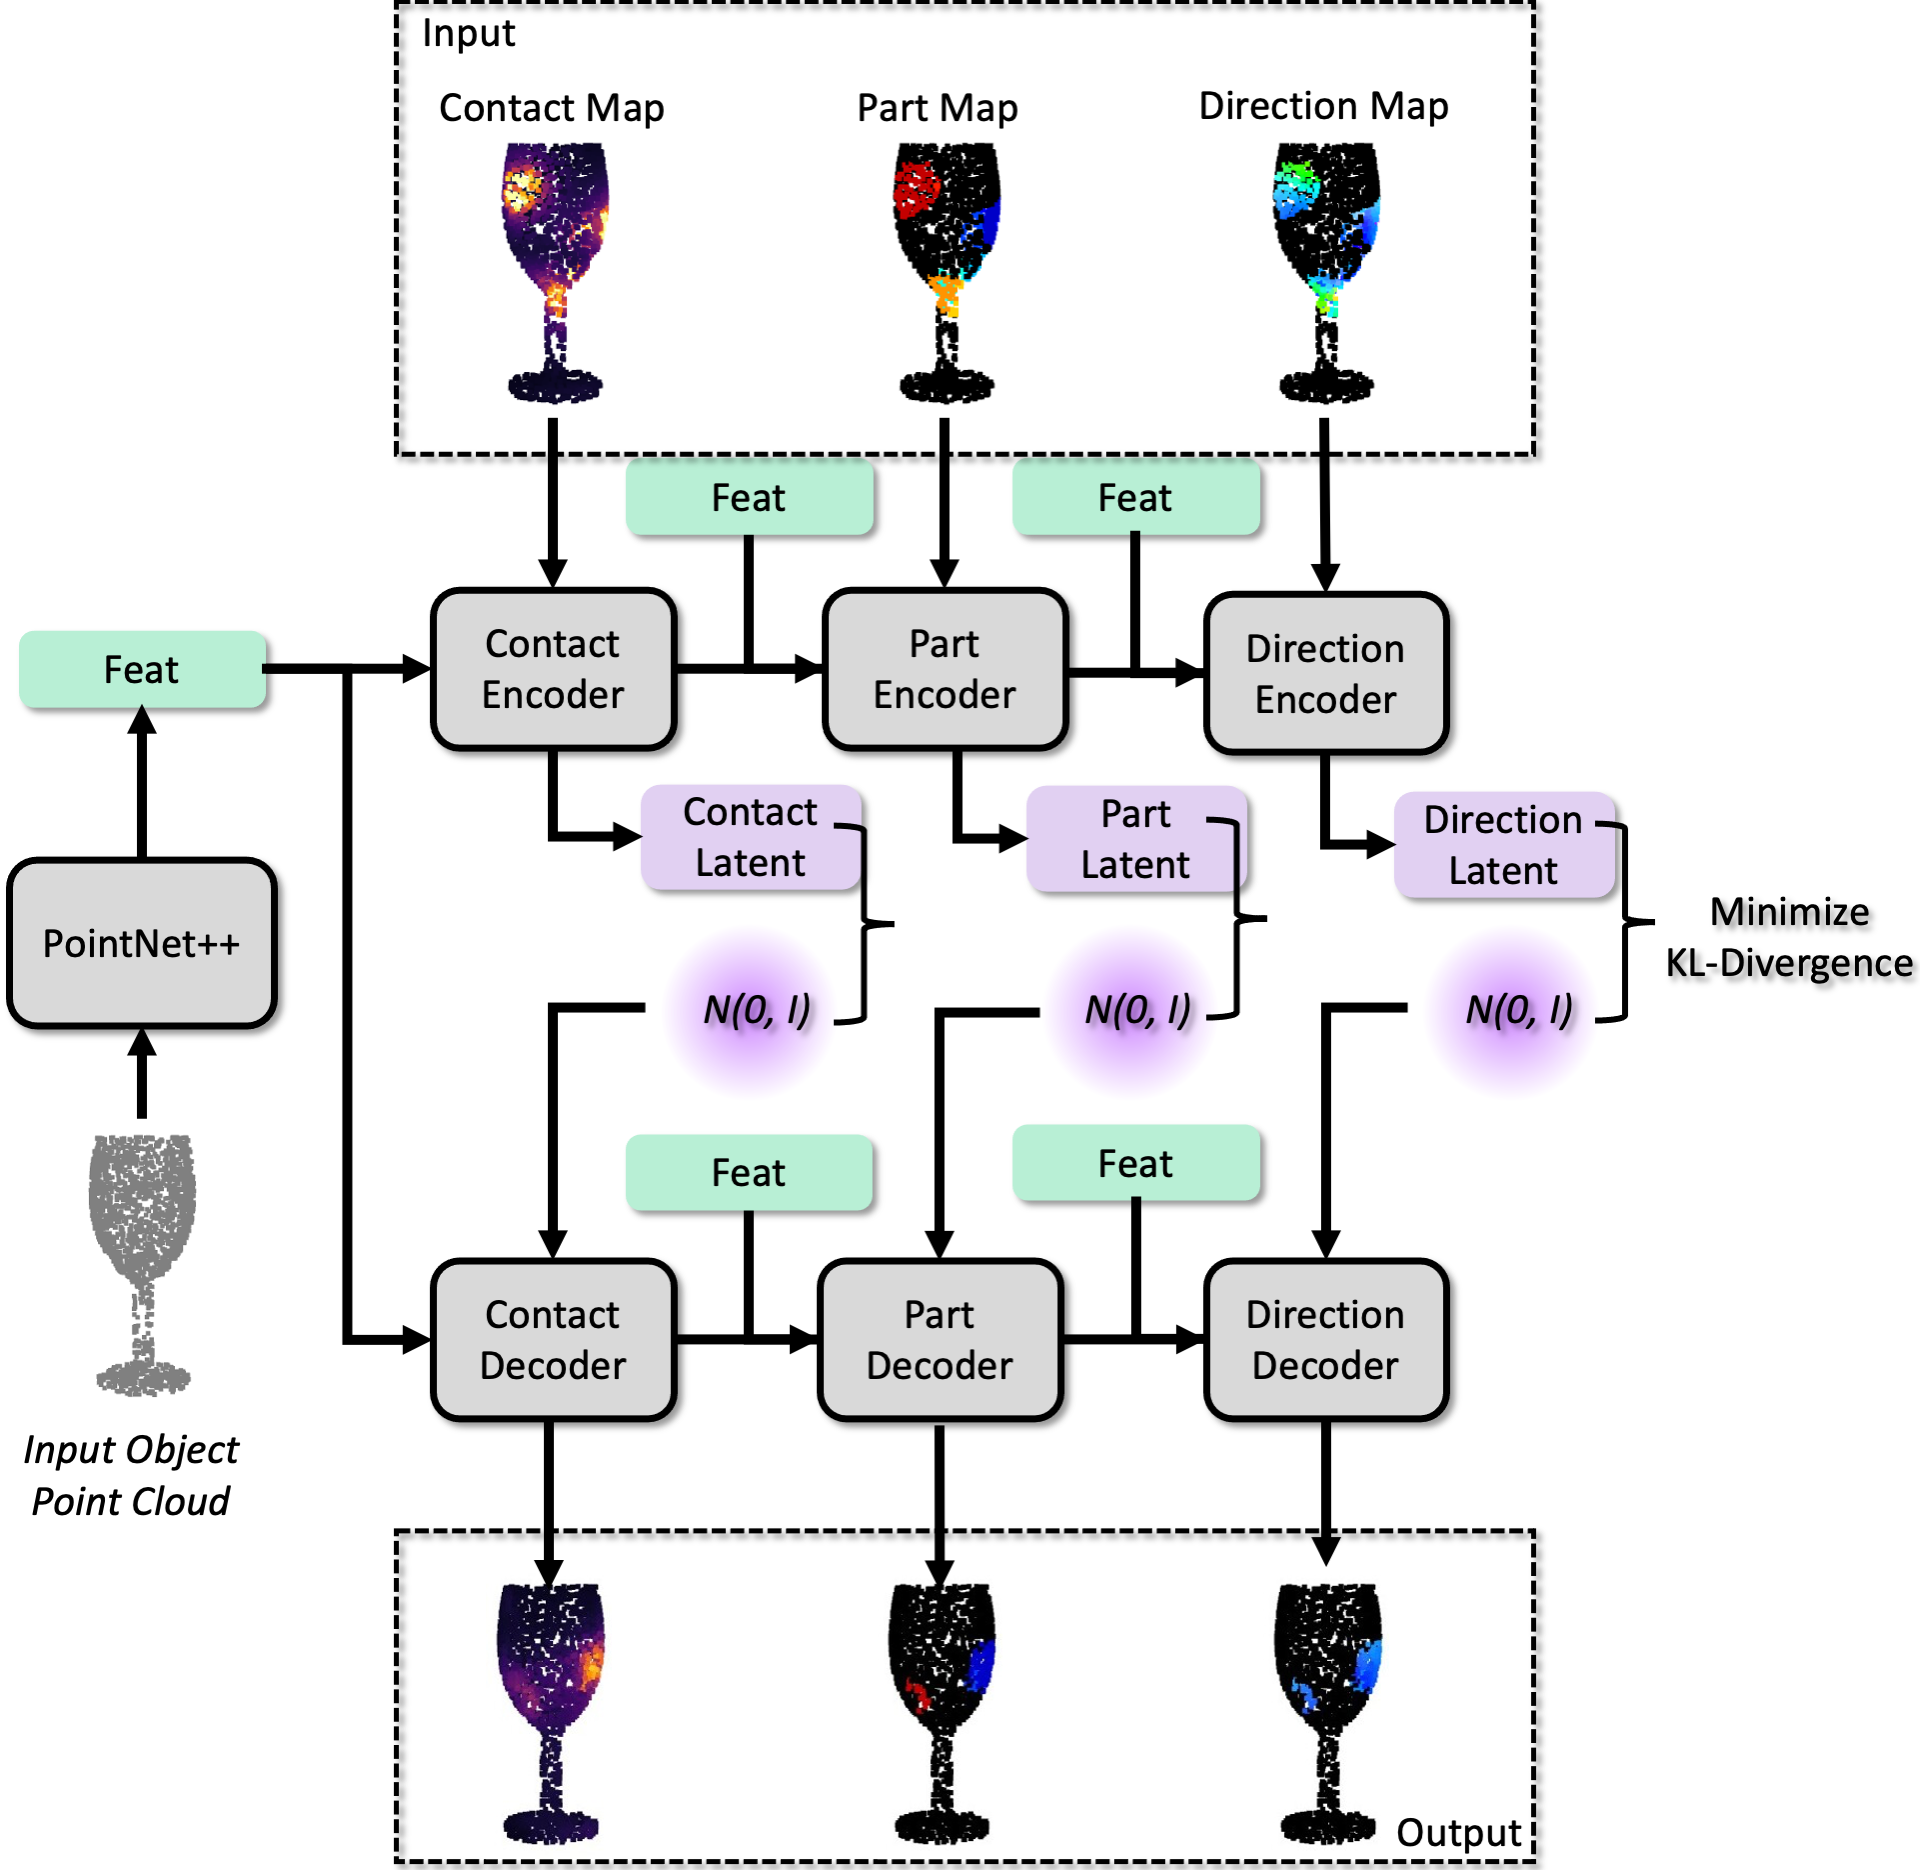 Input
Contact Map
Part Map
Direction Map
Feat
Feat
Feat
Contact
Encoder
Part
Encoder
Direction
Encoder
Contact
Latent
Part
Latent
Direction
Latent
Minimize
KL-Divergence
PointNet++
N(0, I)
N(0, I)
N(0, I)
Feat
Feat
Contact
Decoder
Part
Decoder
Direction
Decoder
Input Object
Point Cloud
Output